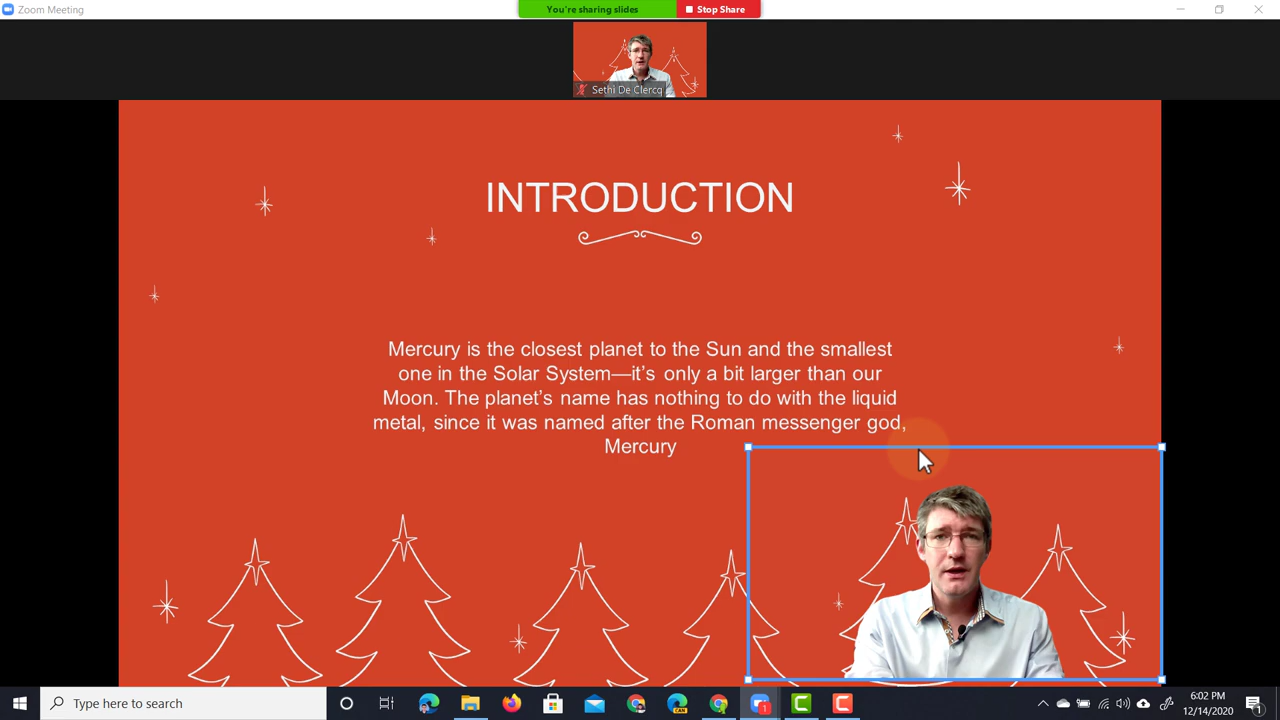 Zoom Meeting
You're sharing slides
Stop Share
Sethi De Clercq
INTRODUCTION
Mercury is the closest planet to the Sun and the smallest
one in the Solar System—it’s only a bit larger than our
Moon. The planet’s name has nothing to do with the liquid
metal, since it was named after the Roman messenger god,
Mercury
Type here to search
CAN
1
6:02 PM
12/14/2020
1